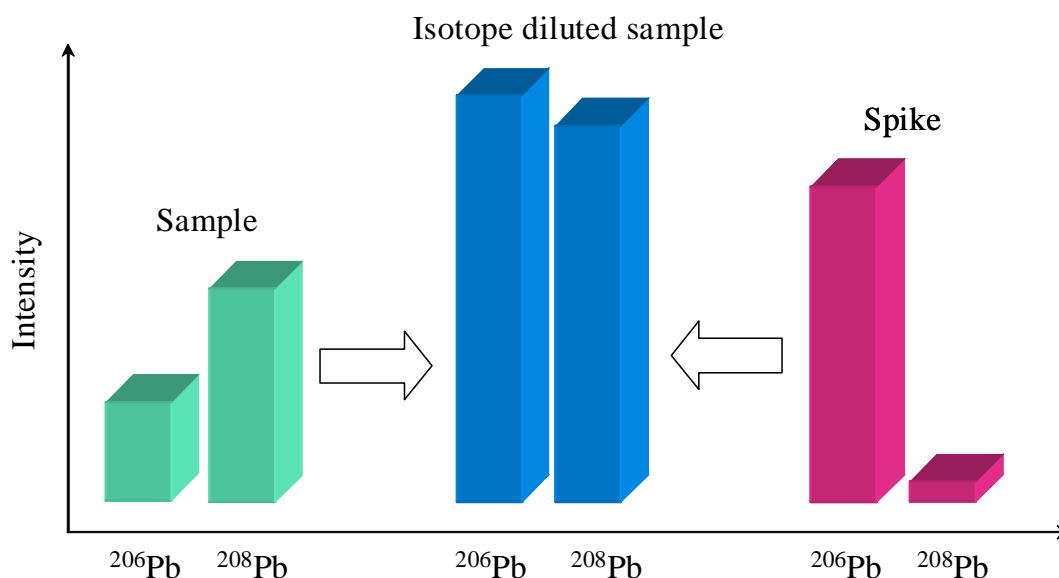 Isotope diluted sample
Spike
Sample
Intensity
²⁰⁶Pb ²⁰⁸Pb ²⁰⁶Pb ²⁰⁸Pb ²⁰⁶Pb ²⁰⁸Pb